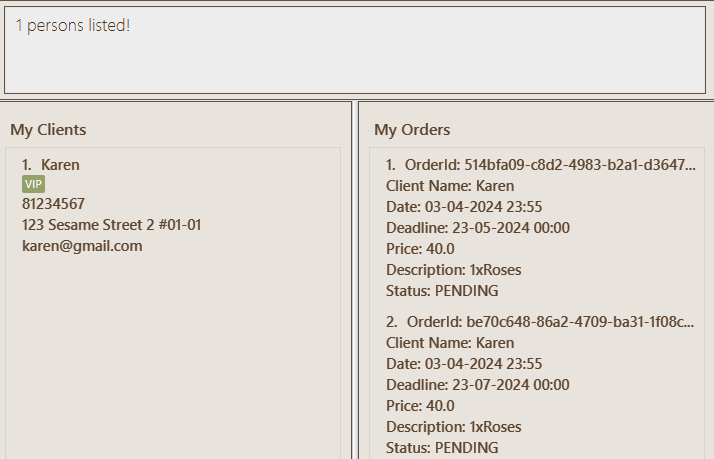 1 persons listed!
My Clients
1. Karen
VIP
81234567
123 Sesame Street 2 #01-01
karen@gmail.com
My Orders
1. OrderId: 514bfa09-c8d2-4983-b2a1-d3647...
Client Name: Karen
Date: 03-04-2024 23:55
Deadline: 23-05-2024 00:00
Price: 40.0
Description: 1xRoses
Status: PENDING
2. OrderId: be70c648-86a2-4709-ba31-1f08c...
Client Name: Karen
Date: 03-04-2024 23:55
Deadline: 23-07-2024 00:00
Price: 40.0
Description: 1xRoses
Status: PENDING